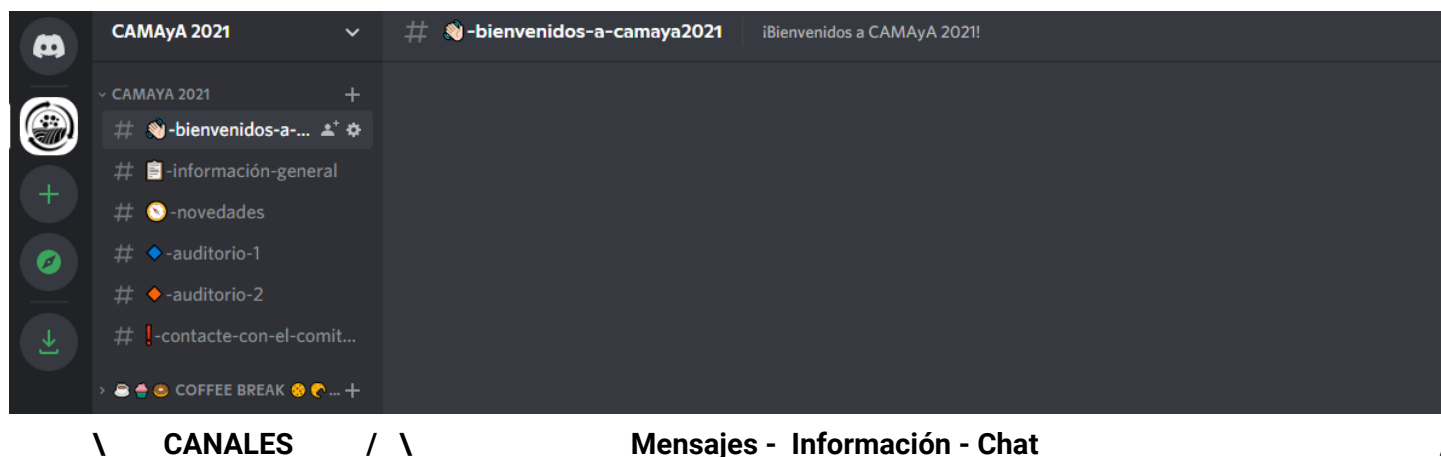 CAMAyA 2021
# 👋🏻-bienvenidos-a-camaya2021 iBienvenidos a CAMAyA 2021!
CAMAYA 2021 +
# 👋🏻-bienvenidos-a-...
# 📋-información-general
# 🧭-novedades
# 🔷-auditorio-1
# 🔶-auditorio-2
# ❗-contacte-con-el-comit...
☕🧁🍩 COFFEE BREAK 🍪🥐... +
\ CANALES / \ Mensajes - Información - Chat